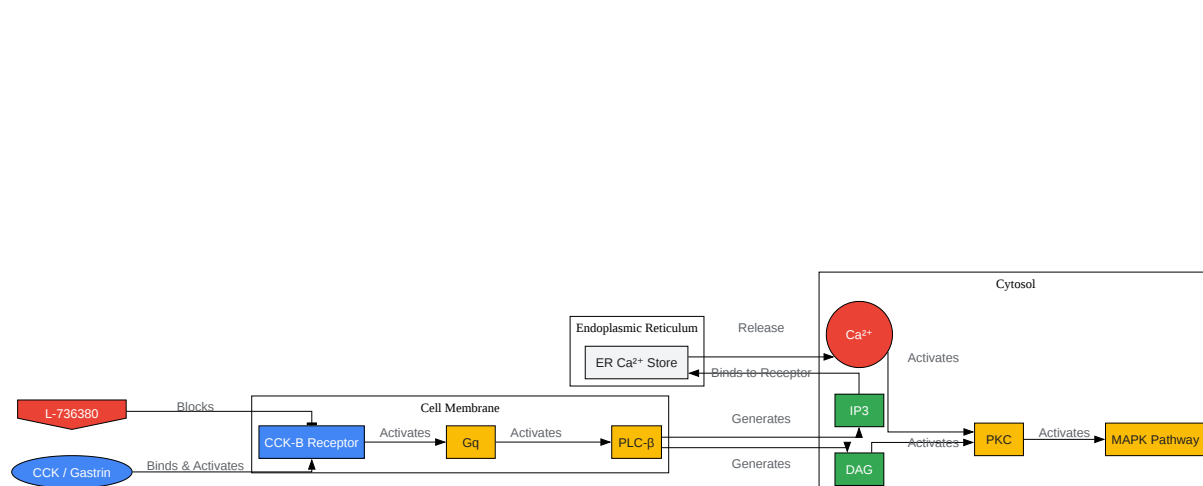 Cytosol
Endoplasmic Reticulum
Release
Ca²⁺
ER Ca²⁺ Store
Activates
Binds to Receptor
L-736380
Blocks
Cell Membrane
IP3
Generates
CCK-B Receptor
Activates
Gq
Activates
PLC-β
Activates
PKC
Activates
MAPK Pathway
CCK / Gastrin
Binds & Activates
Generates
DAG